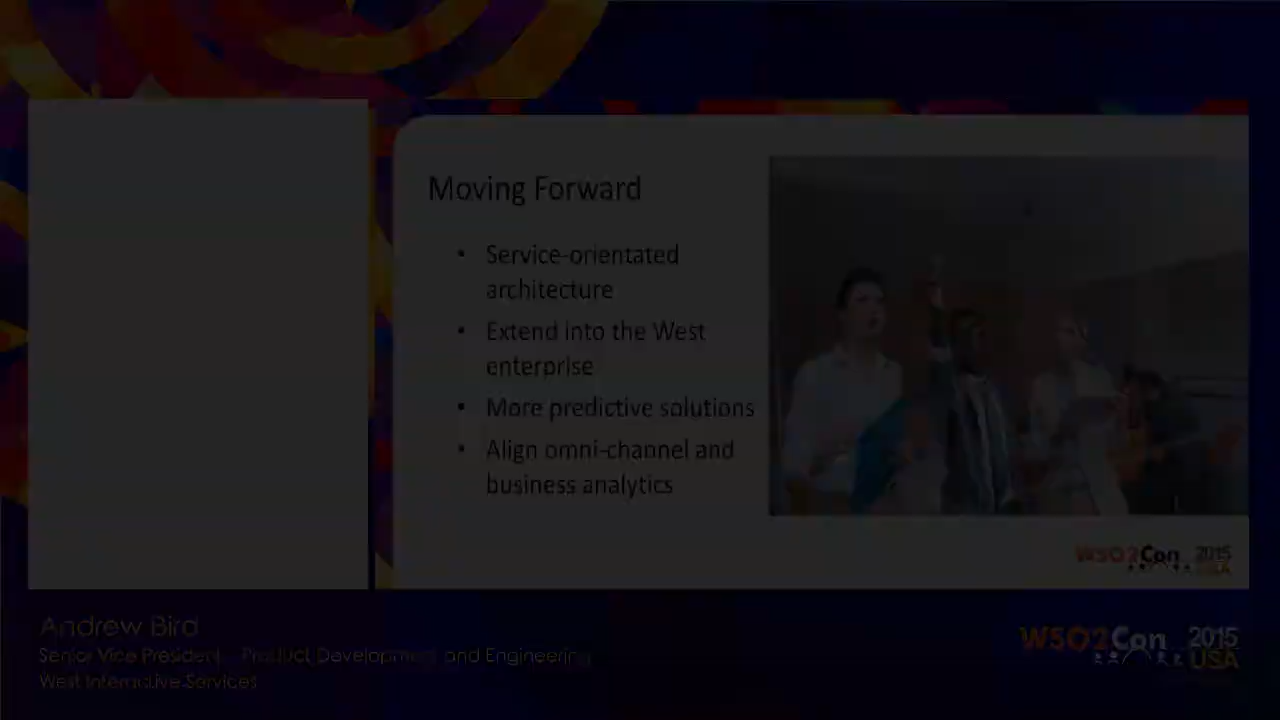 Moving Forward
• Service-orientated
architecture
• Extend into the West
enterprise
• More predictive solutions
• Align omni-channel and
business analytics
WSO2Con 2015
USA
Andrew Bird
Senior Vice President - Product Development and Engineering
West Interactive Services
WSO2Con 2015
USA